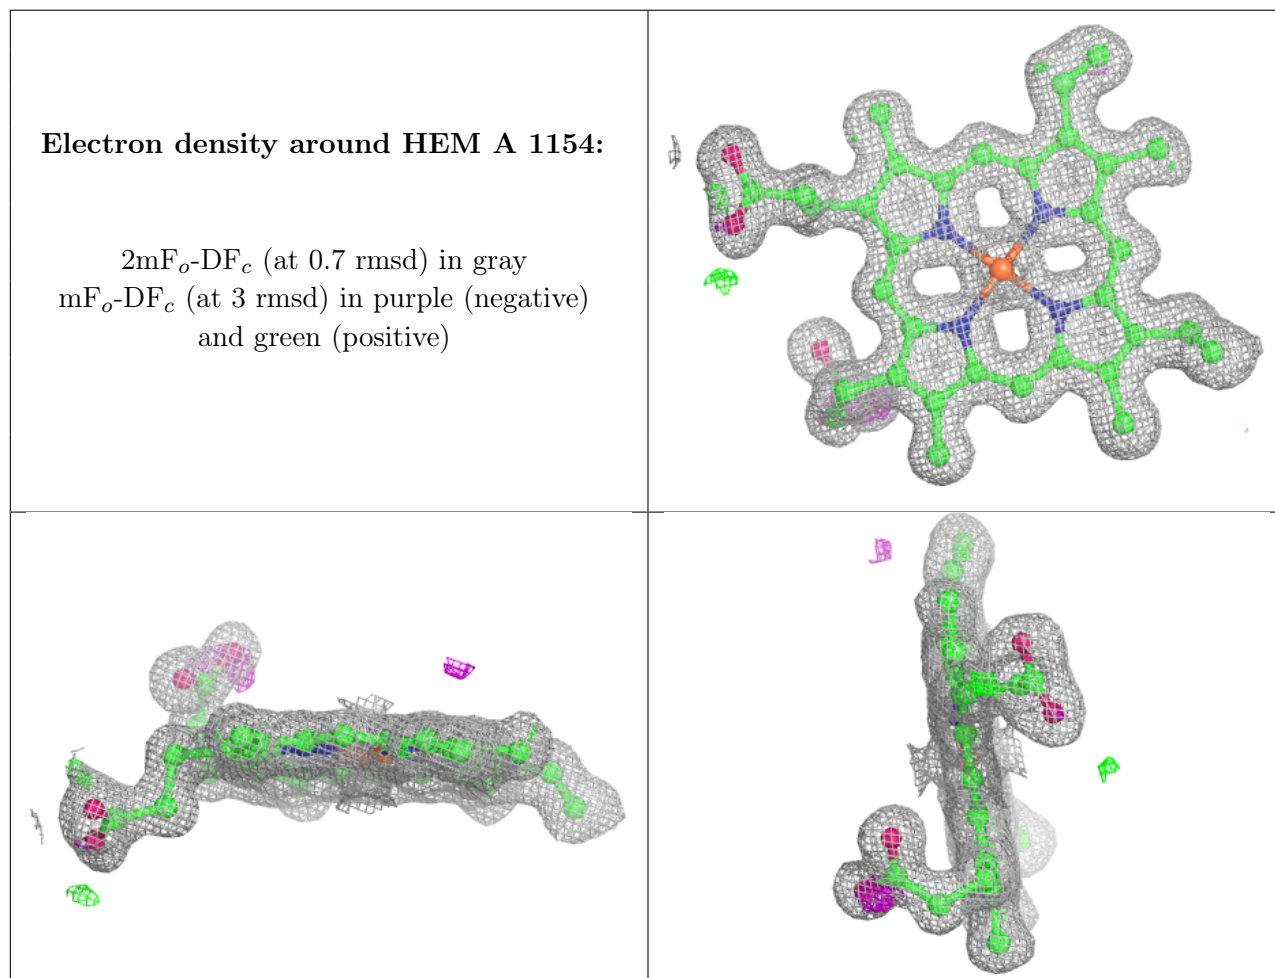 Electron density around HEM A 1154:
2mFo-DFc (at 0.7 rmsd) in gray
mFo-DFc (at 3 rmsd) in purple (negative)
and green (positive)